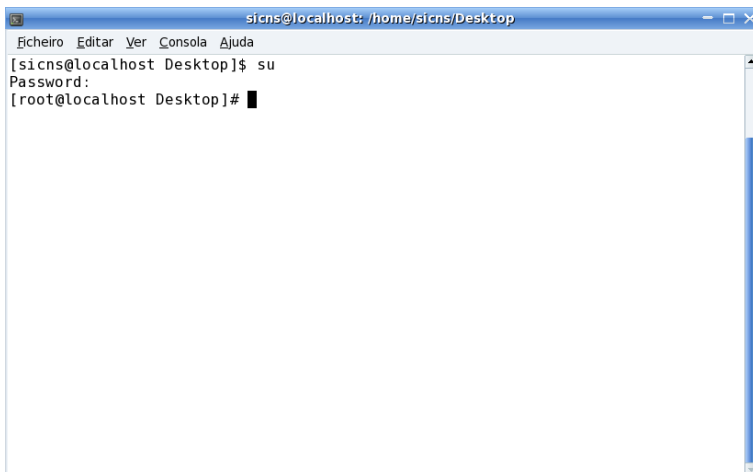 sicns@localhost: /home/sicns/Desktop
Ficheiro Editar Ver Consola Ajuda
[sicns@localhost Desktop]$ su
Password:
[root@localhost Desktop]#